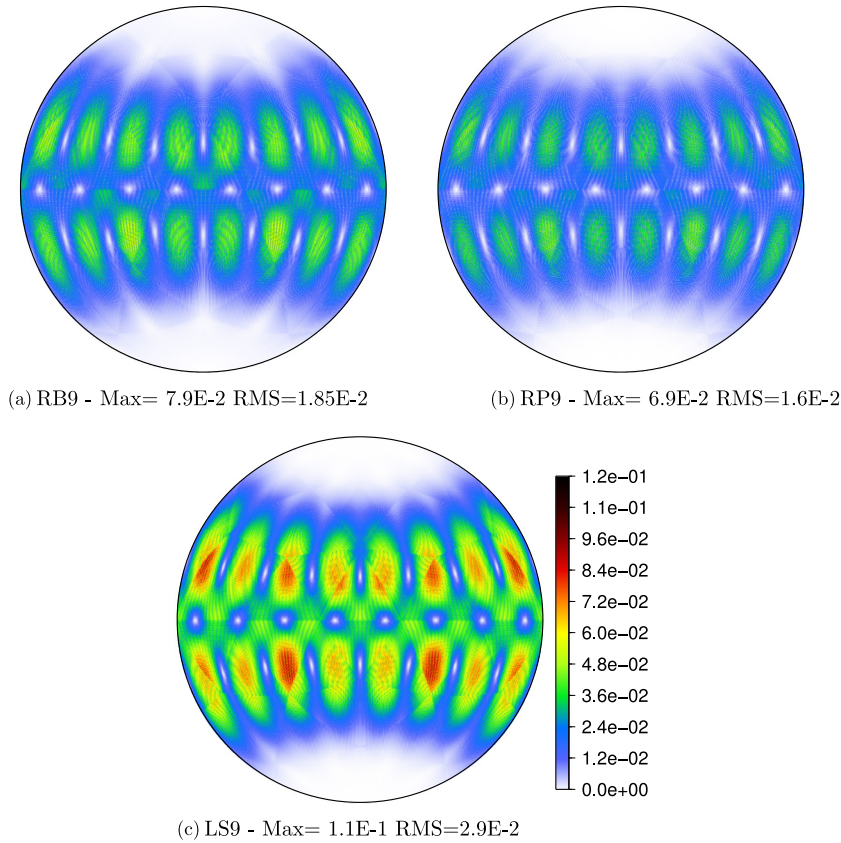 (a) RB9 - Max= 7.9E-2 RMS=1.85E-2
(b) RP9 - Max= 6.9E-2 RMS=1.6E-2
1.2e−01
1.1e−01
9.6e−02
8.4e−02
7.2e−02
6.0e−02
4.8e−02
3.6e−02
2.4e−02
1.2e−02
0.0e+00
(c) LS9 - Max= 1.1E-1 RMS=2.9E-2